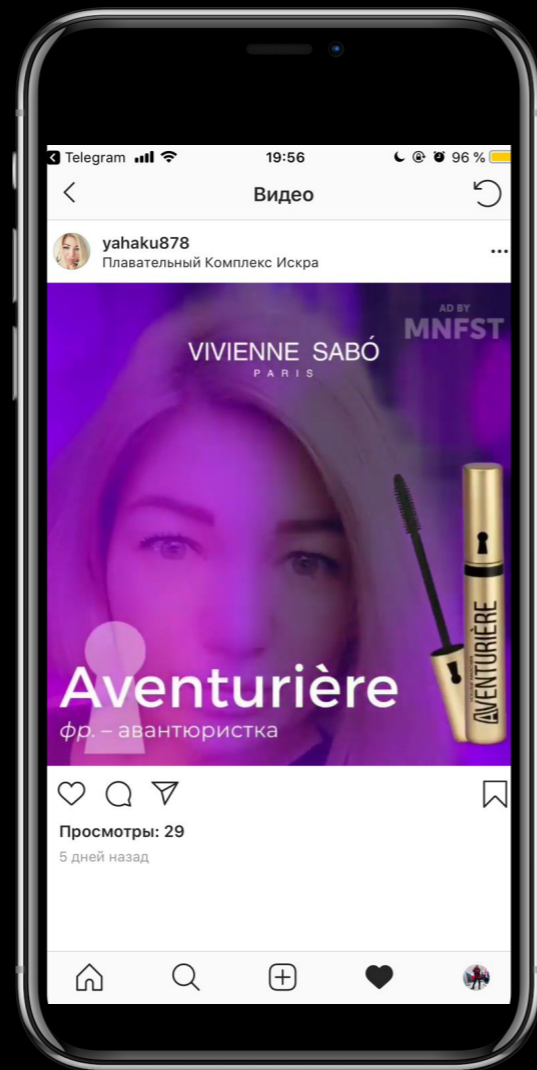 Telegram
19:56
96 %
Видео
yahaku878
Плавательный Комплекс Искра
AD BY
MNFST
VIVIENNE SABÓ
PARIS
AVENTURIÈRE
Aventurière
фр. – авантюристка
Просмотры: 29
5 дней назад